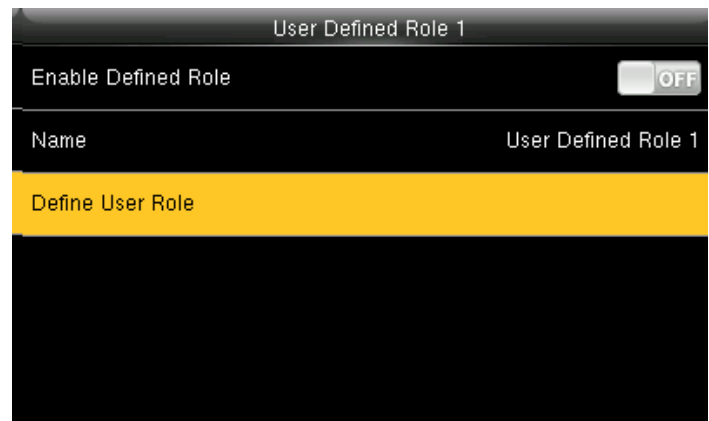 User Defined Role 1
Enable Defined Role OFF
Name User Defined Role 1
Define User Role